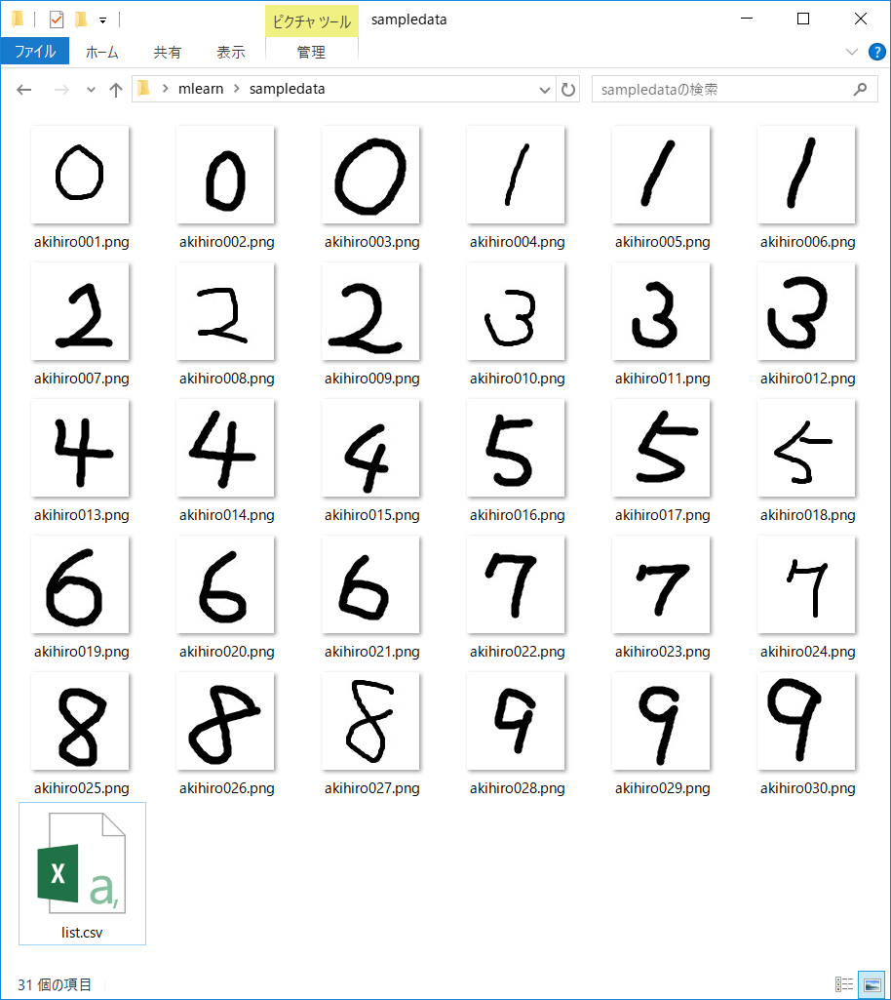 ピクチャ ツール sampledata
ファイル ホーム 共有 表示 管理
mlearn sampledata sampledataの検索
0 0 0 1 1 1
akihiro001.png akihiro002.png akihiro003.png akihiro004.png akihiro005.png akihiro006.png
2 2 2 3 3 3
akihiro007.png akihiro008.png akihiro009.png akihiro010.png akihiro011.png akihiro012.png
4 4 4 5 5 5
akihiro013.png akihiro014.png akihiro015.png akihiro016.png akihiro017.png akihiro018.png
6 6 6 7 7 7
akihiro019.png akihiro020.png akihiro021.png akihiro022.png akihiro023.png akihiro024.png
8 8 8 9 9 9
akihiro025.png akihiro026.png akihiro027.png akihiro028.png akihiro029.png akihiro030.png
X a,
list.csv
31 個の項目